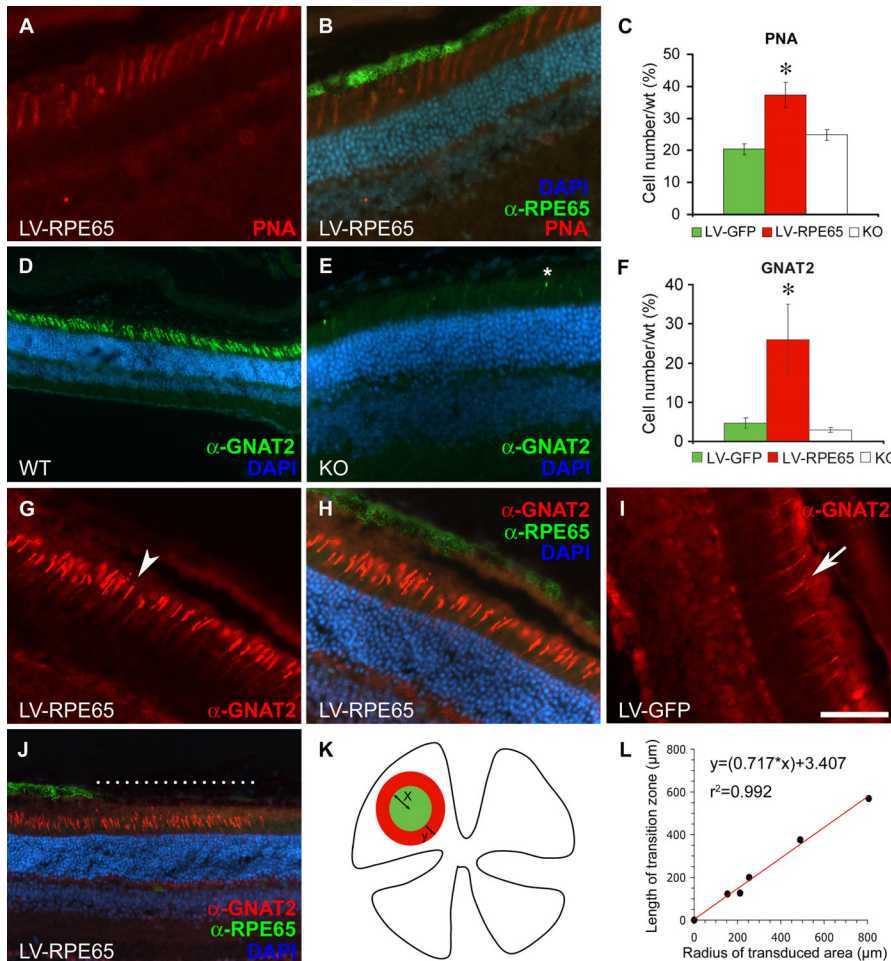 A
LV-RPE65
PNA
B
DAPI
α-RPE65
PNA
LV-RPE65
C
PNA
Cell number/wt (%)
50
40
30
20
10
0
*
LV-GFP LV-RPE65 KO
D
α-GNAT2
DAPI
WT
E
*
α-GNAT2
DAPI
KO
F
GNAT2
Cell number/wt (%)
40
30
20
10
0
*
LV-GFP LV-RPE65 KO
G
LV-RPE65
α-GNAT2
H
α-GNAT2
α-RPE65
DAPI
LV-RPE65
I
α-GNAT2
LV-GFP
J
α-GNAT2
α-RPE65
DAPI
LV-RPE65
K
x
y
L
y=(0.717*x)+3.407
r²=0.992
Length of transition zone (μm)
800
600
400
200
0
0 200 400 600 800
Radius of transduced area (μm)